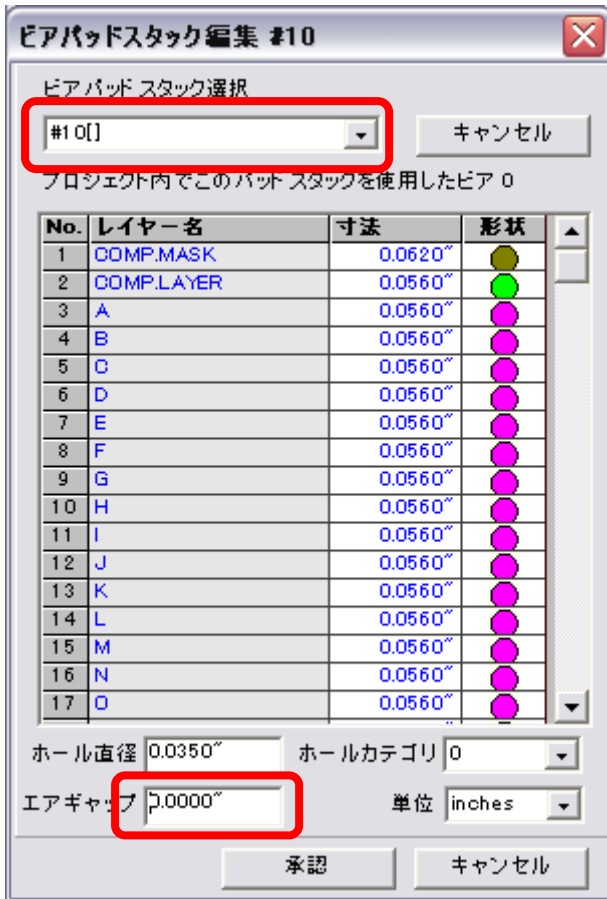 ビアパッドスタック編集 #10
ビアパッド スタック選択
#10[]
キャンセル
プロジェクト内でこのパッド スタックを使用したビア 0
No. レイヤー名 寸法 形状
1 COMP.MASK 0.0620"
2 COMP.LAYER 0.0560"
3 A 0.0560"
4 B 0.0560"
5 C 0.0560"
6 D 0.0560"
7 E 0.0560"
8 F 0.0560"
9 G 0.0560"
10 H 0.0560"
11 I 0.0560"
12 J 0.0560"
13 K 0.0560"
14 L 0.0560"
15 M 0.0560"
16 N 0.0560"
17 O 0.0560"
ホール直径 0.0350" ホールカテゴリ 0
エアギャップ 0.0000" 単位 inches
承認 キャンセル